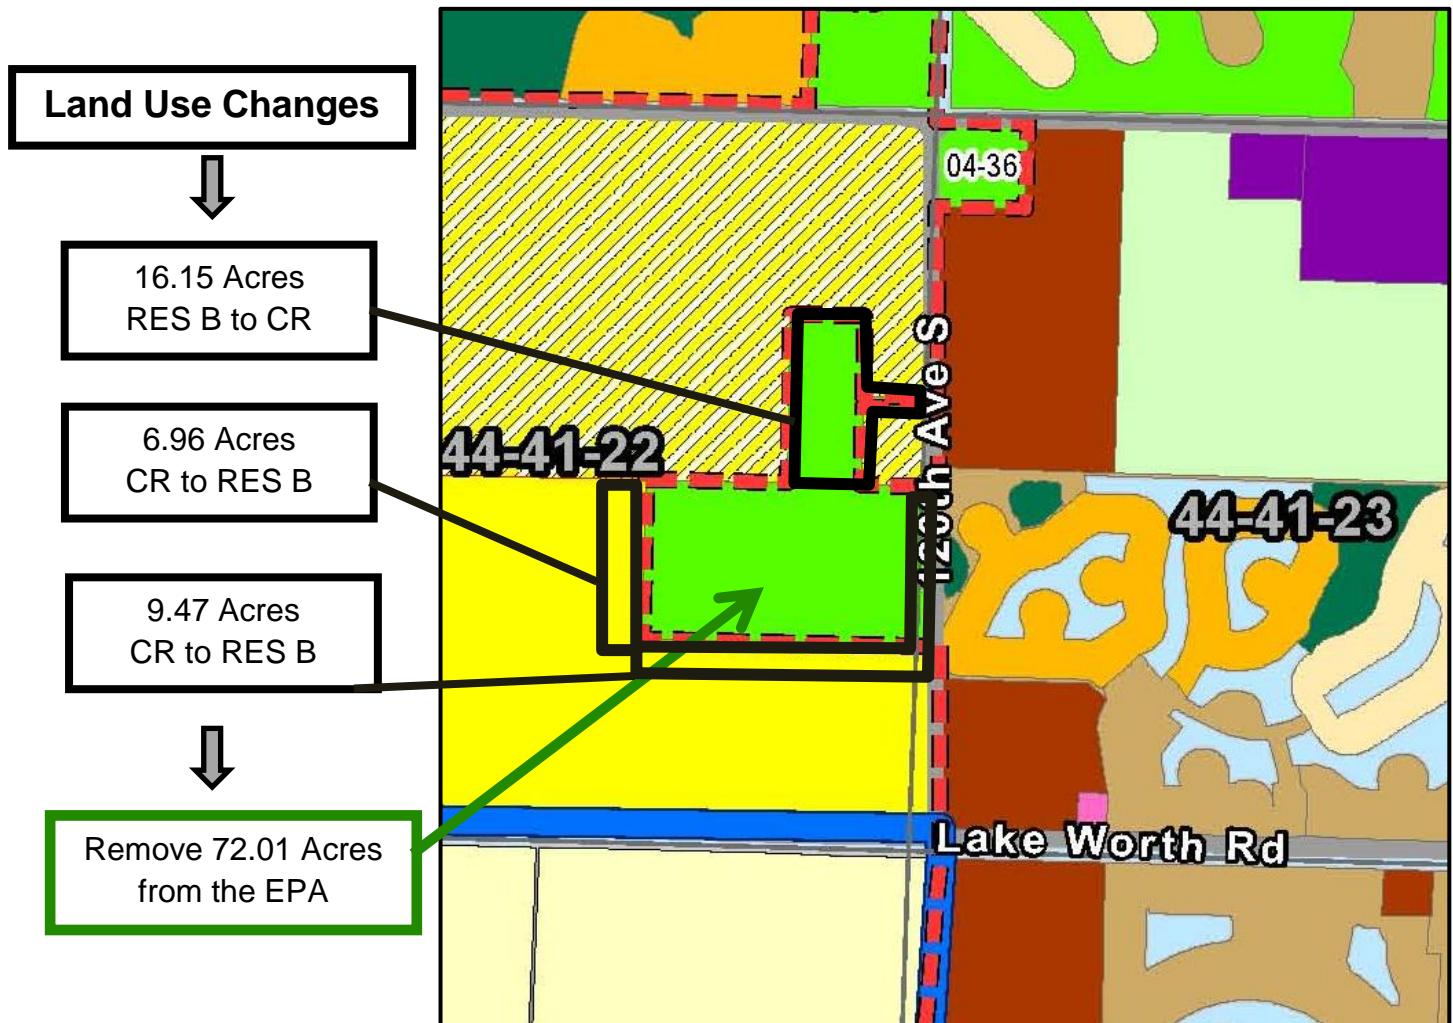 Land Use Changes
16.15 Acres
RES B to CR
6.96 Acres
CR to RES B
9.47 Acres
CR to RES B
Remove 72.01 Acres
from the EPA
04-36
120th Ave S
44-41-22
44-41-23
Lake Worth Rd